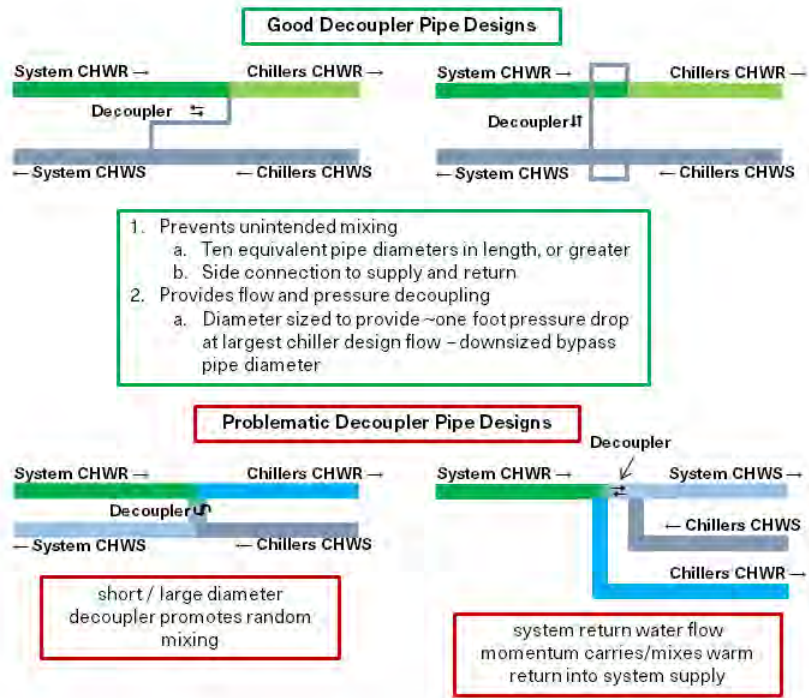 Good Decoupler Pipe Designs
System CHWR →
Chillers CHWR →
Decoupler ⇆
← System CHWS
← Chillers CHWS
System CHWR →
Chillers CHWR →
Decoupler ⇵
← System CHWS
← Chillers CHWS
1. Prevents unintended mixing
a. Ten equivalent pipe diameters in length, or greater
b. Side connection to supply and return
2. Provides flow and pressure decoupling
a. Diameter sized to provide ~one foot pressure drop
at largest chiller design flow – downsized bypass
pipe diameter
Problematic Decoupler Pipe Designs
System CHWR →
Chillers CHWR →
Decoupler
← System CHWS
← Chillers CHWS
short / large diameter
decoupler promotes random
mixing
Decoupler
System CHWR →
System CHWS →
⇄
← Chillers CHWS
Chillers CHWR →
system return water flow
momentum carries/mixes warm
return into system supply